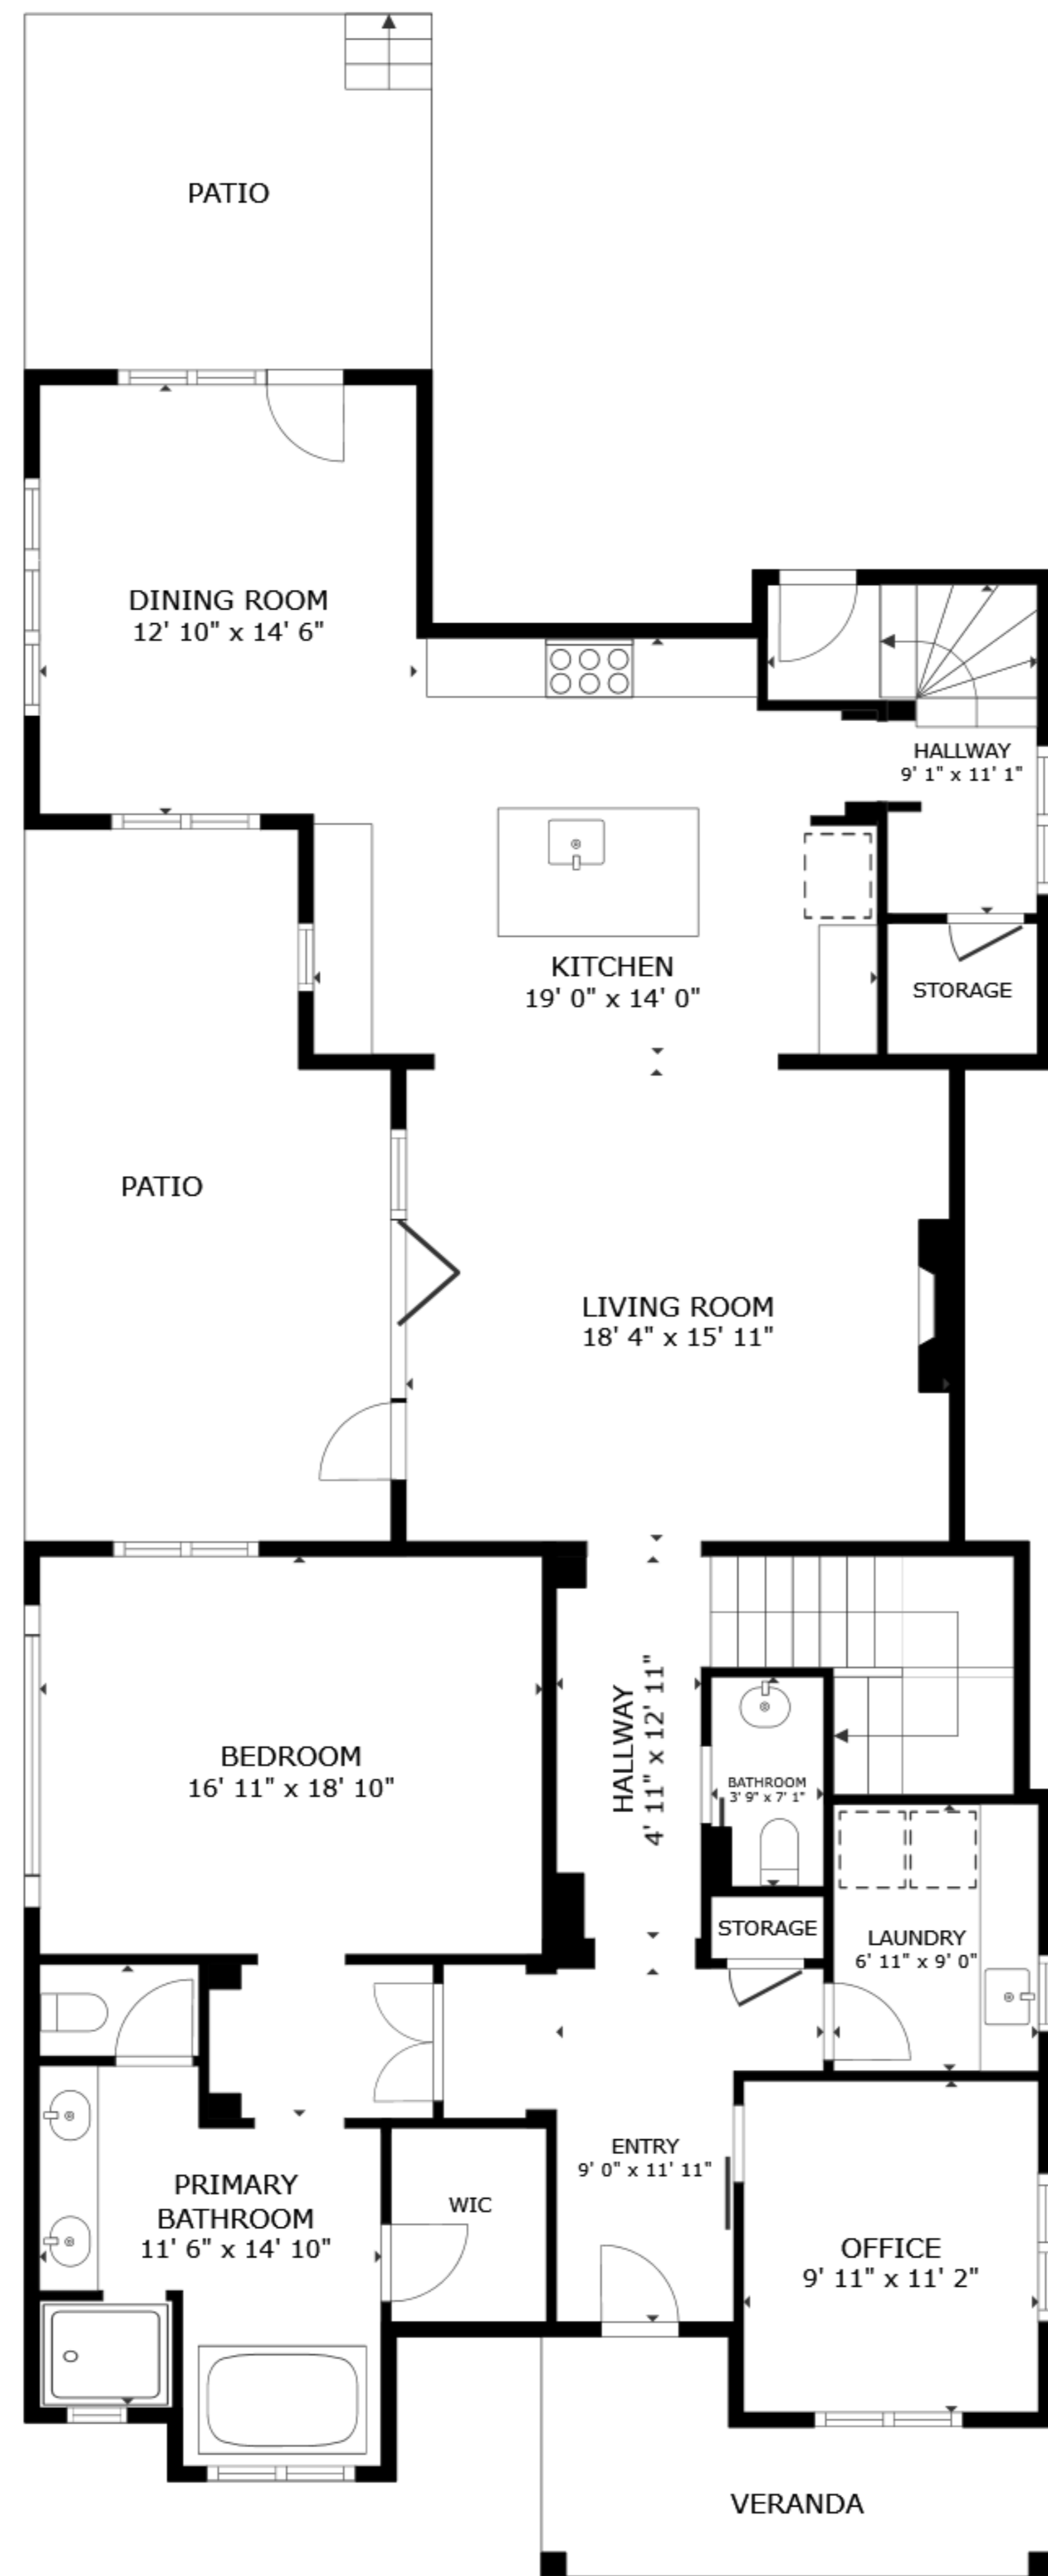 PATIO
DINING ROOM
12' 10" x 14' 6"
HALLWAY
9' 1" x 11' 1"
KITCHEN
19' 0" x 14' 0"
STORAGE
PATIO
LIVING ROOM
18' 4" x 15' 11"
HALLWAY
4' 11" x 12' 11"
BEDROOM
16' 11" x 18' 10"
BATHROOM
3' 9" x 7' 1"
STORAGE
LAUNDRY
6' 11" x 9' 0"
ENTRY
9' 0" x 11' 11"
PRIMARY
BATHROOM
11' 6" x 14' 10"
WIC
OFFICE
9' 11" x 11' 2"
VERANDA